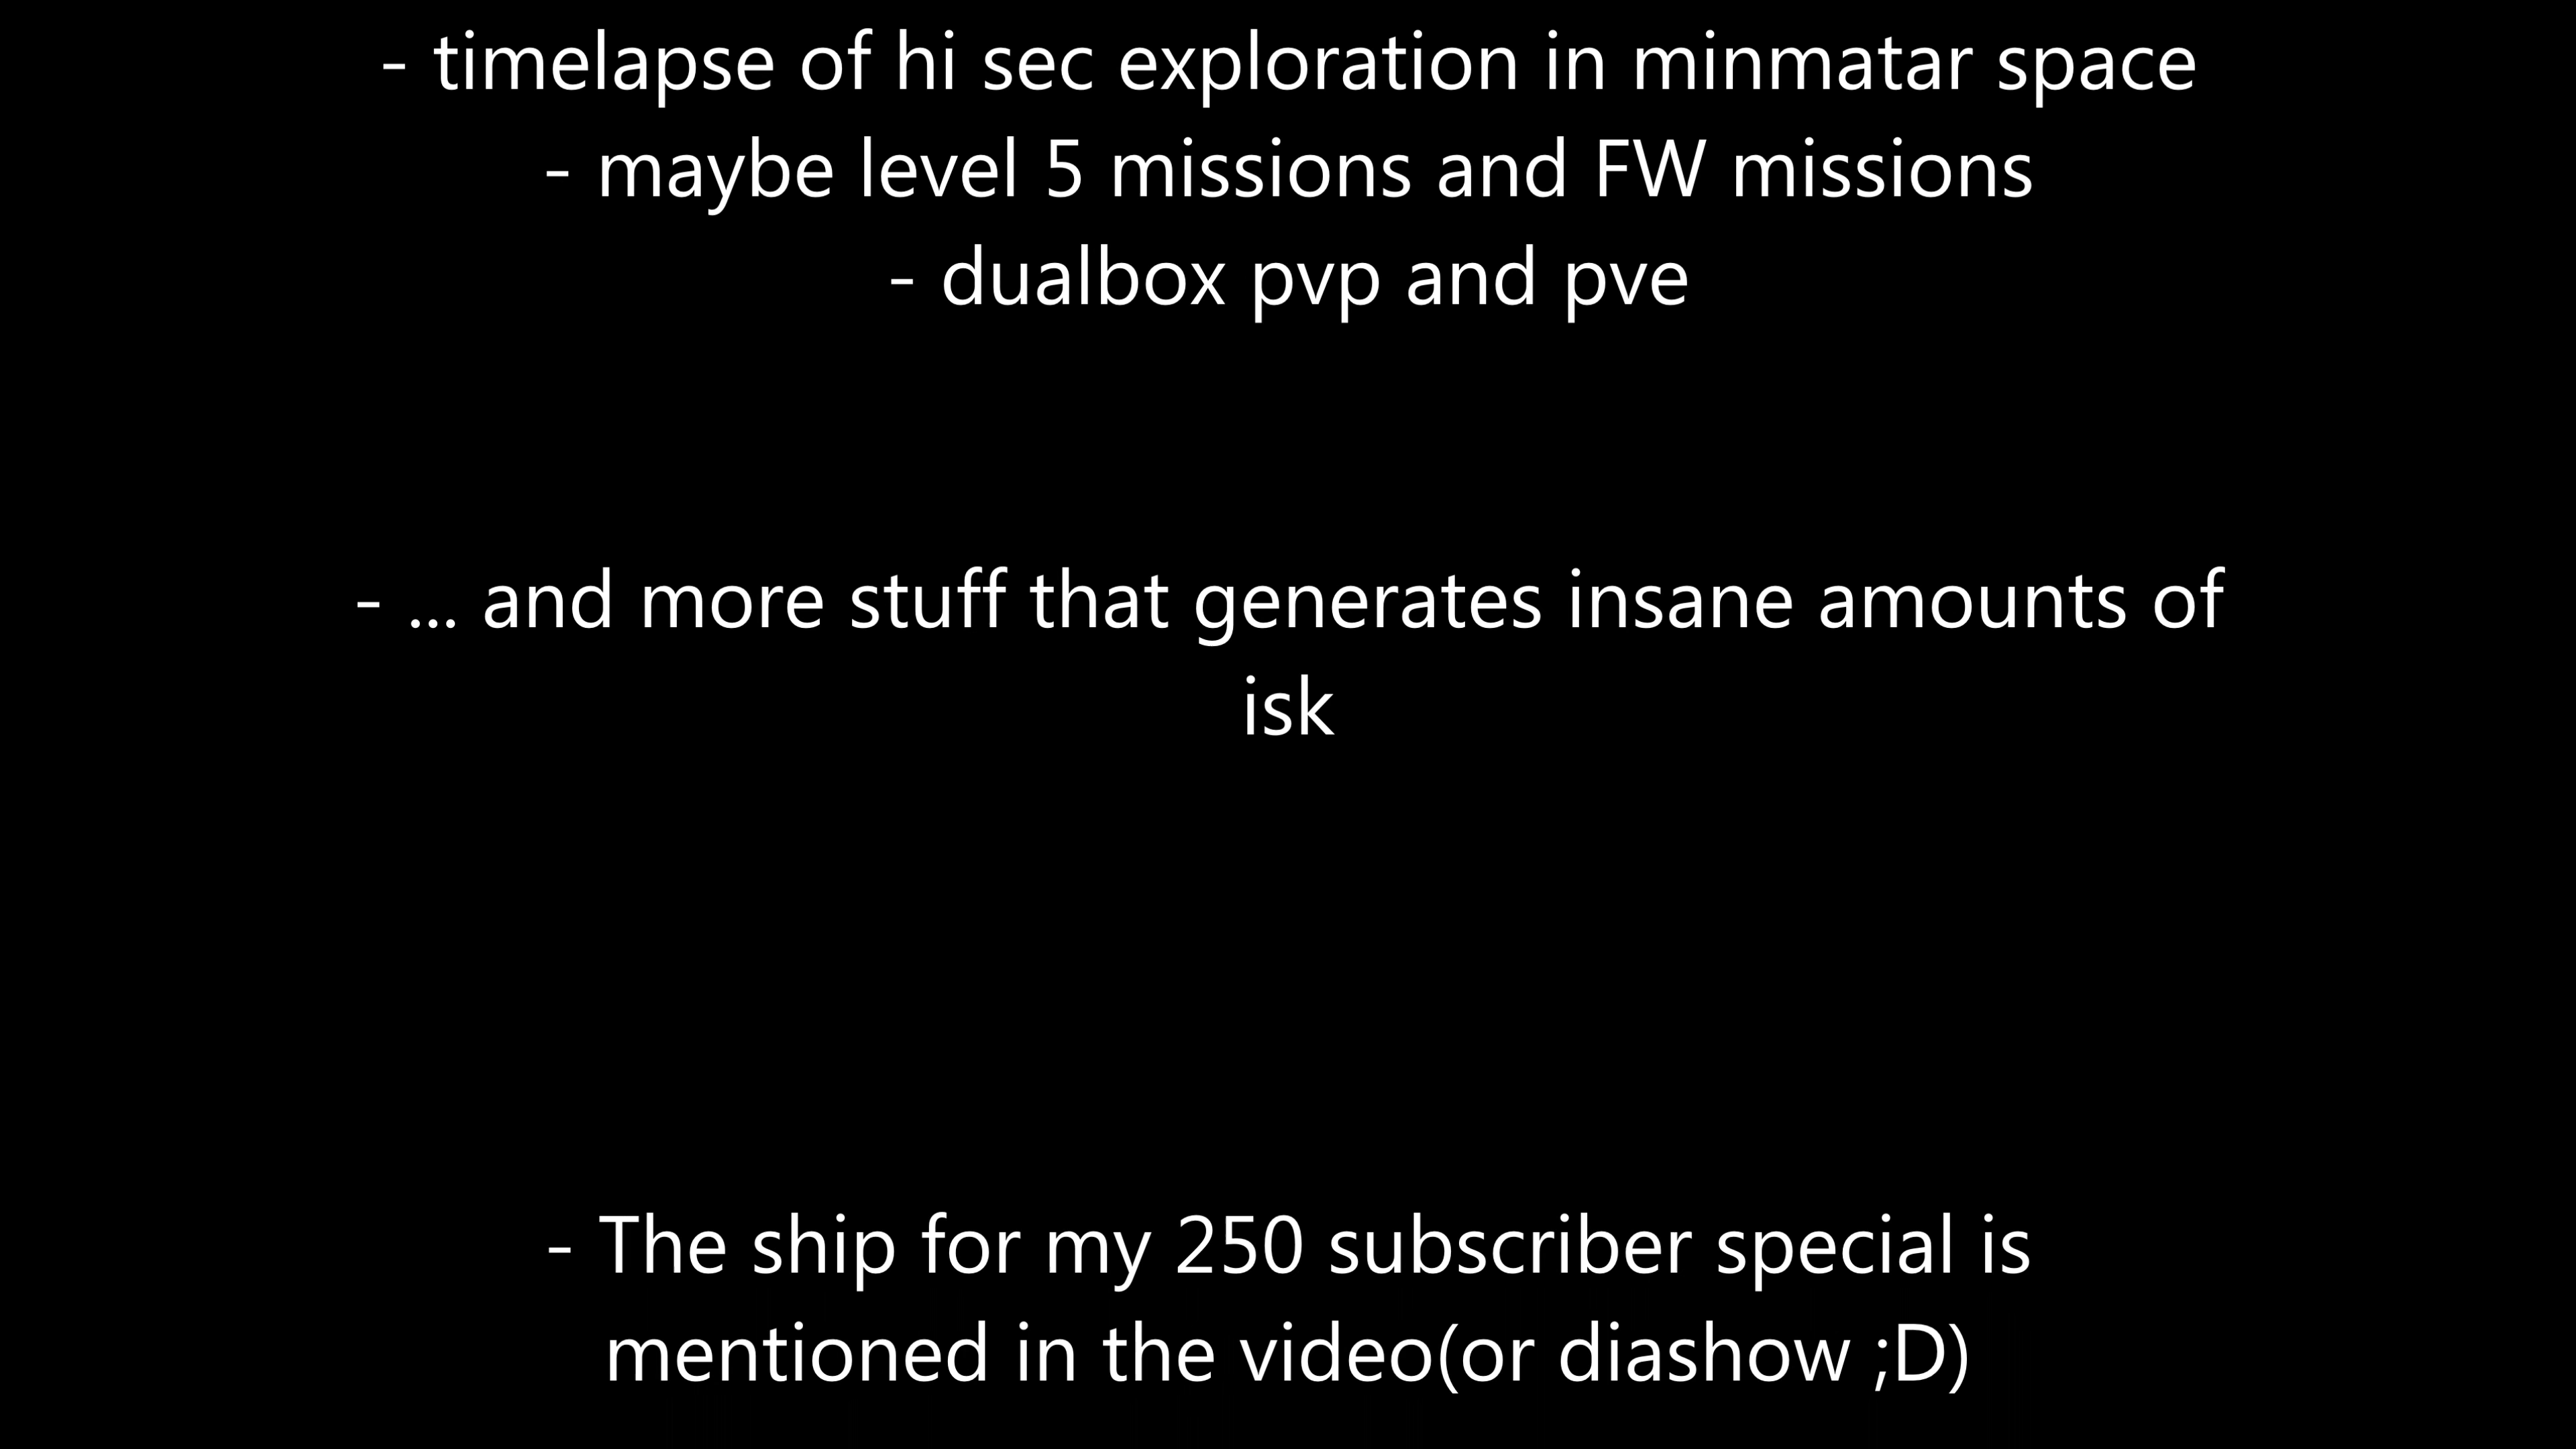 - timelapse of hi sec exploration in minmatar space
- maybe level 5 missions and FW missions
- dualbox pvp and pve
- ... and more stuff that generates insane amounts of
isk
- The ship for my 250 subscriber special is
mentioned in the video(or diashow ;D)